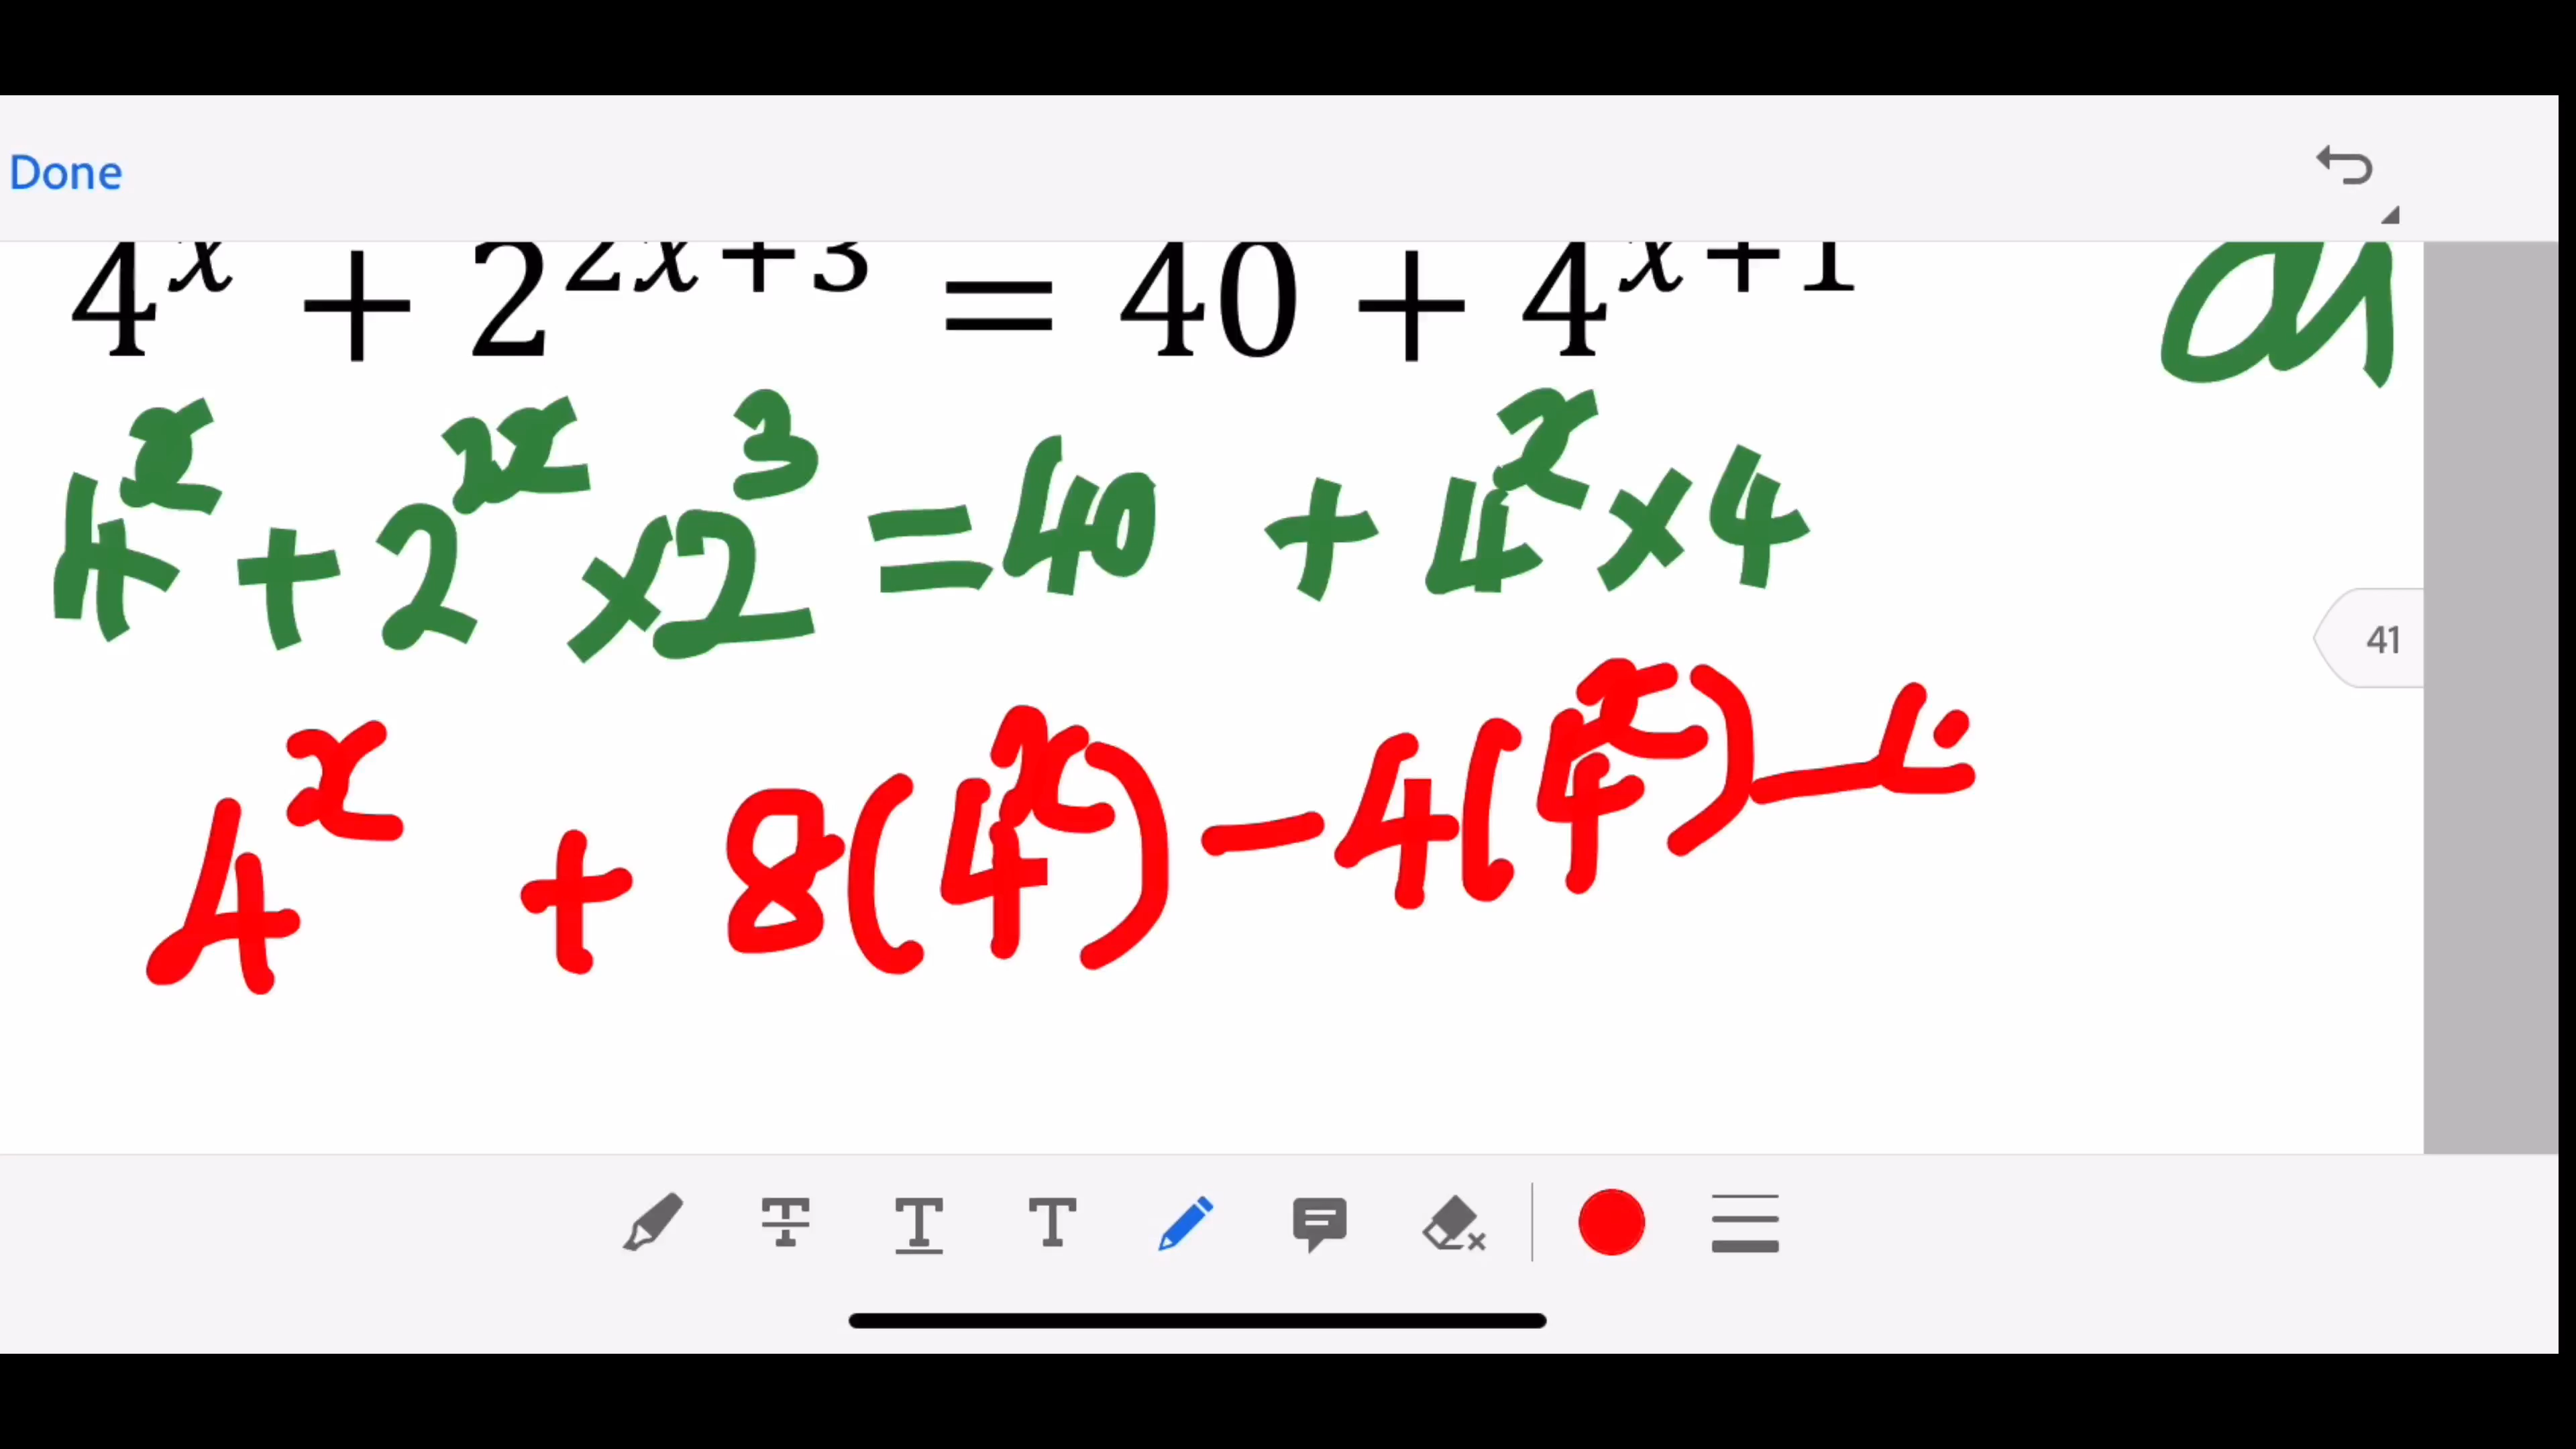 Done
4^x + 2^{2x+3} = 40 + 4^{x+1}
4^x + 2^{2x} × 2^3 = 40 + 4^x × 4
41
4^x + 8(4^x) - 4(4^x) -